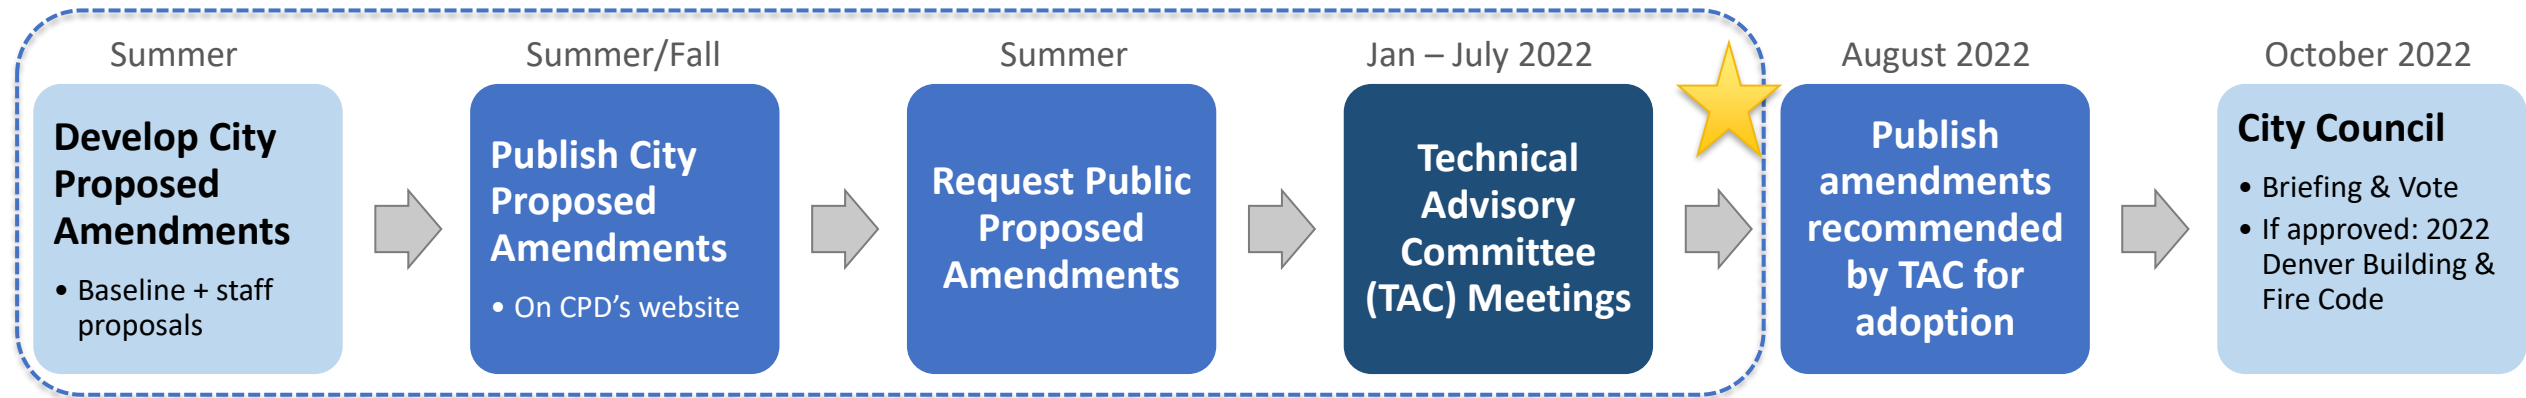 Summer
Develop City
Proposed
Amendments
• Baseline + staff
proposals
Summer/Fall
Publish City
Proposed
Amendments
• On CPD’s website
Summer
Request Public
Proposed
Amendments
Jan – July 2022
Technical
Advisory
Committee
(TAC) Meetings
August 2022
Publish
amendments
recommended
by TAC for
adoption
October 2022
City Council
• Briefing & Vote
• If approved: 2022
Denver Building &
Fire Code